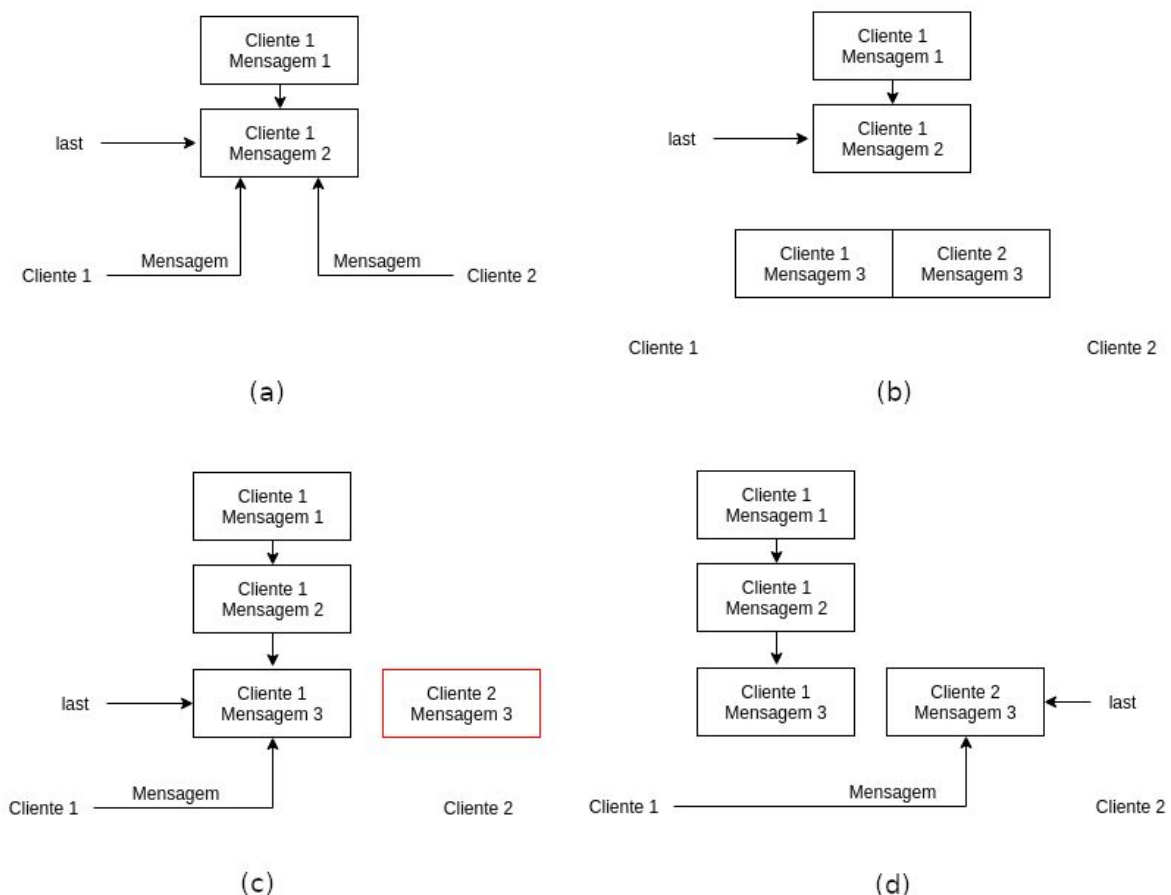 Cliente 1
Mensagem 1
last
Cliente 1
Mensagem 2
Mensagem
Mensagem
Cliente 1
Cliente 2
(a)
Cliente 1
Mensagem 1
last
Cliente 1
Mensagem 2
Cliente 1
Mensagem 3
Cliente 2
Mensagem 3
Cliente 1
Cliente 2
(b)
Cliente 1
Mensagem 1
Cliente 1
Mensagem 2
last
Cliente 1
Mensagem 3
Cliente 2
Mensagem 3
Mensagem
Cliente 1
Cliente 2
(c)
Cliente 1
Mensagem 1
Cliente 1
Mensagem 2
Cliente 1
Mensagem 3
Cliente 2
Mensagem 3
last
Mensagem
Cliente 1
Cliente 2
(d)